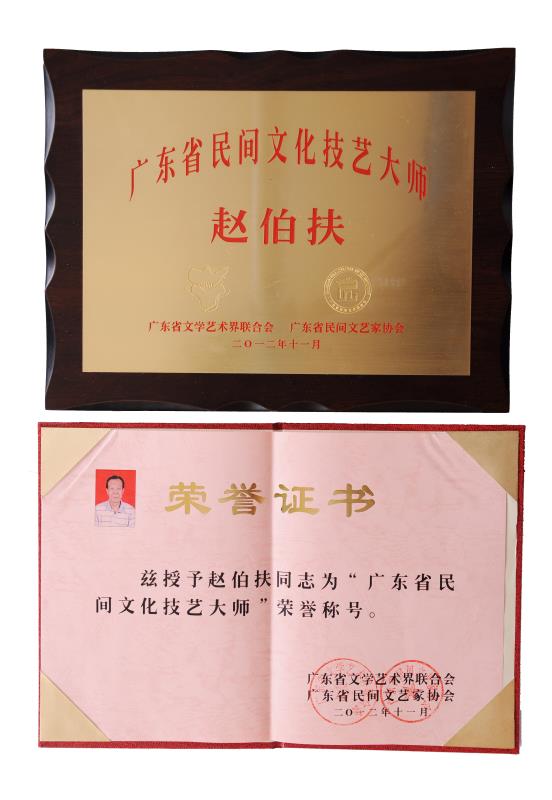 广东省民间文化技艺大师
赵伯扶
广东省文学艺术界联合会 广东省民间文艺家协会
二〇一二年十一月
荣誉证书
兹授予赵伯扶同志为“广东省民
间文化技艺大师”荣誉称号。
广东省文学艺术界联合会
广东省民间文艺家协会
二〇一二年十一月